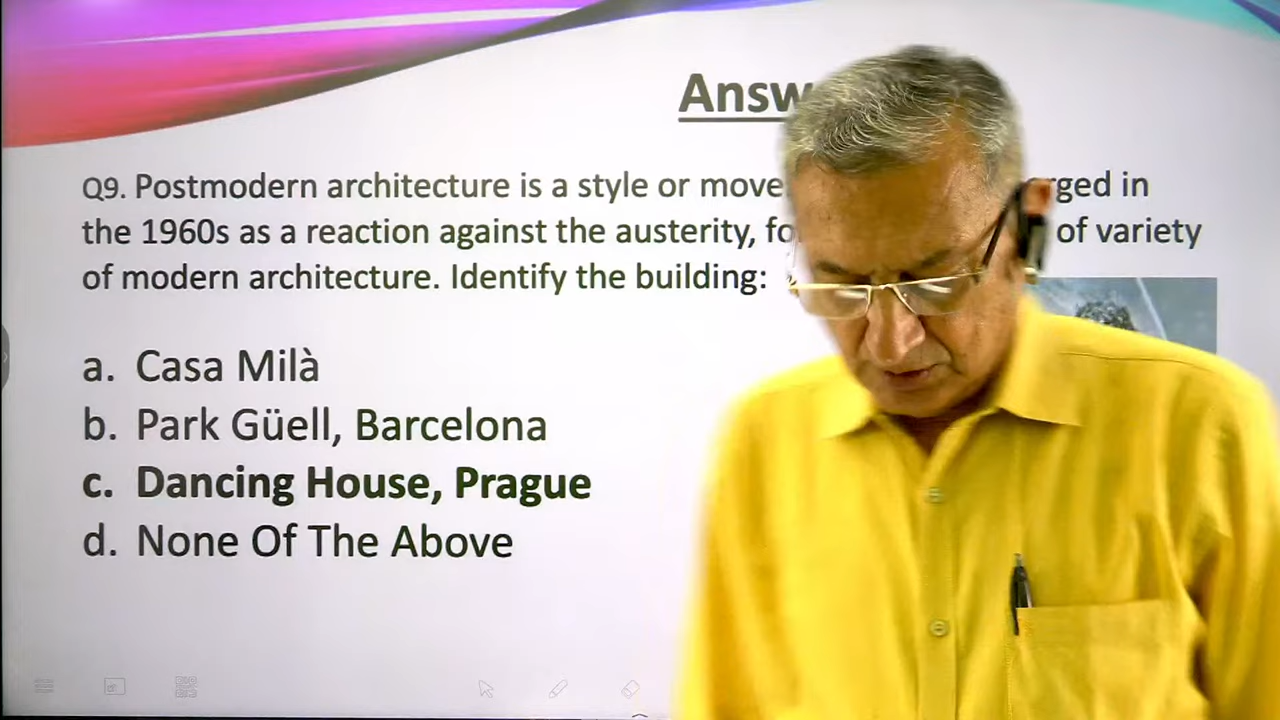 Answ
Q9. Postmodern architecture is a style or move rged in
the 1960s as a reaction against the austerity, fo of variety
of modern architecture. Identify the building:
a. Casa Milà
b. Park Güell, Barcelona
c. Dancing House, Prague
d. None Of The Above